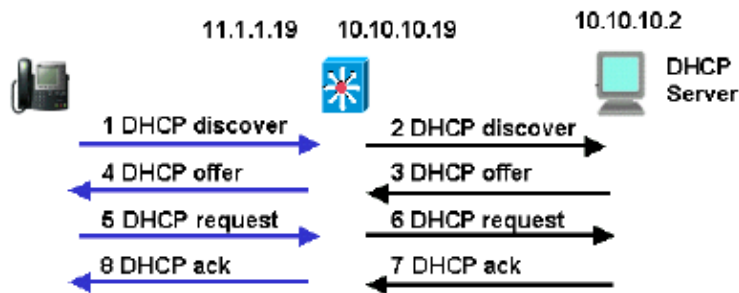 11.1.1.19 10.10.10.19 10.10.10.2
DHCP
Server
1 DHCP discover 2 DHCP discover
4 DHCP offer 3 DHCP offer
5 DHCP request 6 DHCP request
8 DHCP ack 7 DHCP ack